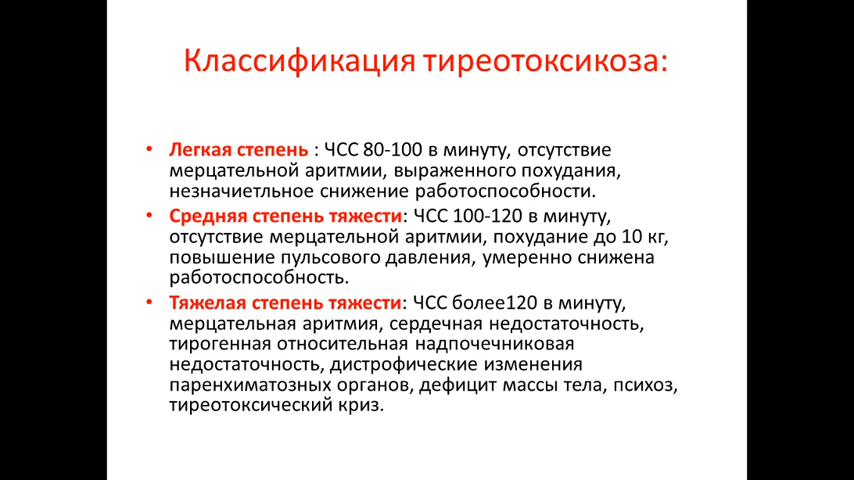 Классификация тиреотоксикоза:
• Легкая степень : ЧСС 80-100 в минуту, отсутствие
мерцательной аритмии, выраженного похудания,
незначиетльное снижение работоспособности.
• Средняя степень тяжести: ЧСС 100-120 в минуту,
отсутствие мерцательной аритмии, похудание до 10 кг,
повышение пульсового давления, умеренно снижена
работоспособность.
• Тяжелая степень тяжести: ЧСС более120 в минуту,
мерцательная аритмия, сердечная недостаточность,
тирогенная относительная надпочечниковая
недостаточность, дистрофические изменения
паренхиматозных органов, дефицит массы тела, психоз,
тиреотоксический криз.